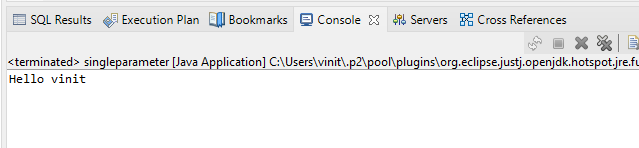 SQL Results Execution Plan Bookmarks Console Servers Cross References
<terminated> singleparameter [Java Application] C:\Users\vinit\.p2\pool\plugins\org.eclipse.justj.openjdk.hotspot.jre.fu
Hello vinit